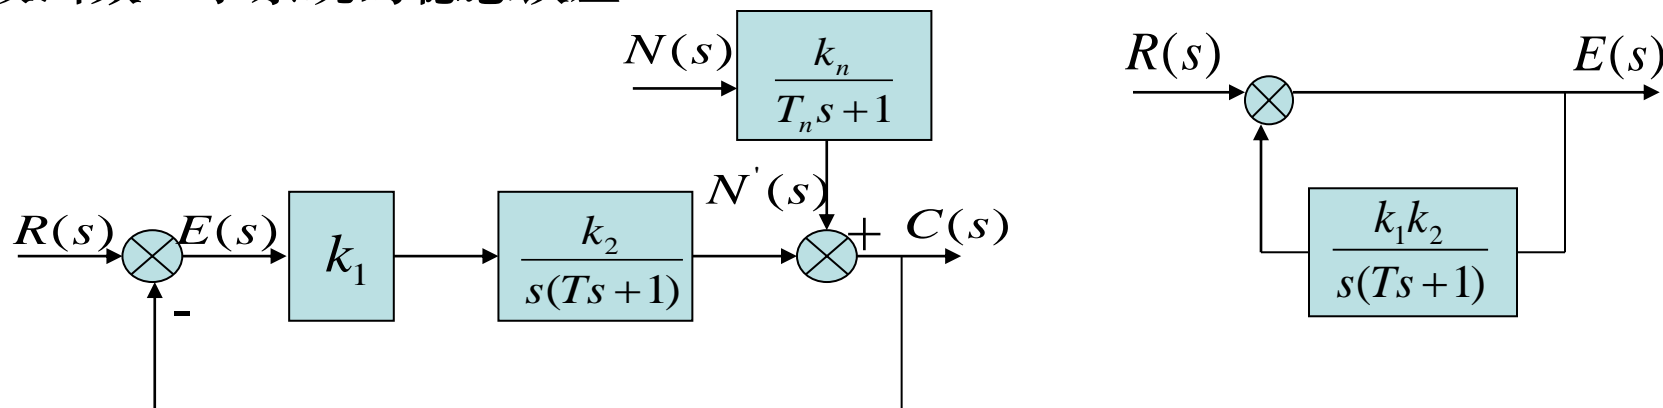 N(s)
k_n
T_n s + 1
N'(s)
R(s)
E(s)
k_1
k_2
s(Ts + 1)
+
C(s)
-
R(s)
E(s)
k_1 k_2
s(Ts + 1)